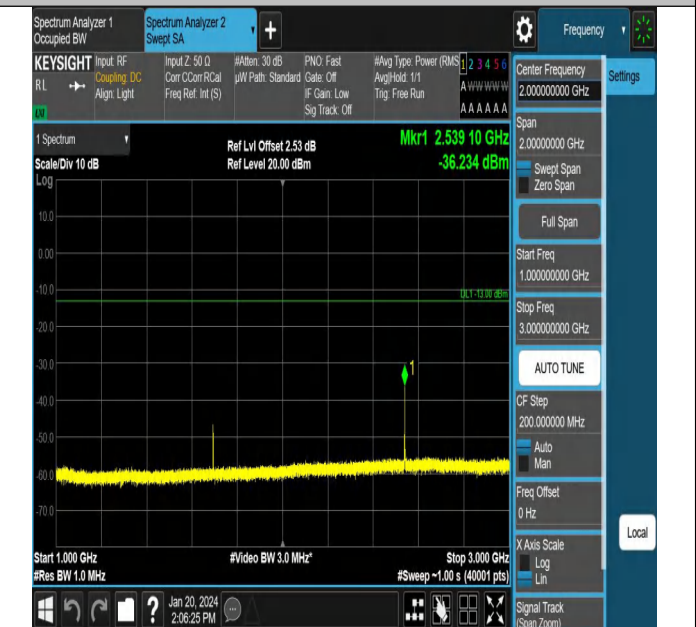 Spectrum Analyzer 1
Occupied BW
Spectrum Analyzer 2
Swept SA
+
Frequency
KEYSIGHT
RL
Input: RF
Coupling: DC
Align: Light
Input Z: 50 Ω
Corr CCorr RCal
Freq Ref: Int (S)
#Atten: 30 dB
µW Path: Standard
PNO: Fast
Gate: Off
IF Gain: Low
Sig Track: Off
#Avg Type: Power (RMS
Avg|Hold: 1/1
Trig: Free Run
1 2 3 4 5 6
A W W W W W
A A A A A A
1 Spectrum
Scale/Div 10 dB
Log
Ref Lvl Offset 2.53 dB
Ref Level 20.00 dBm
Mkr1 2.539 10 GHz
-36.234 dBm
10.0
0.00
-10.0
-20.0
-30.0
-40.0
-50.0
-60.0
-70.0
DL1 -13.00 dBm
1
Start 1.000 GHz
#Res BW 1.0 MHz
#Video BW 3.0 MHz*
Stop 3.000 GHz
#Sweep ~1.00 s (40001 pts)
Center Frequency
2.00000000 GHz
Settings
Span
2.00000000 GHz
Swept Span
Zero Span
Full Span
Start Freq
1.000000000 GHz
Stop Freq
3.000000000 GHz
AUTO TUNE
CF Step
200.000000 MHz
Auto
Man
Freq Offset
0 Hz
X Axis Scale
Log
Lin
Local
Signal Track
(Span Zoom)
?
Jan 20, 2024
2:06:25 PM